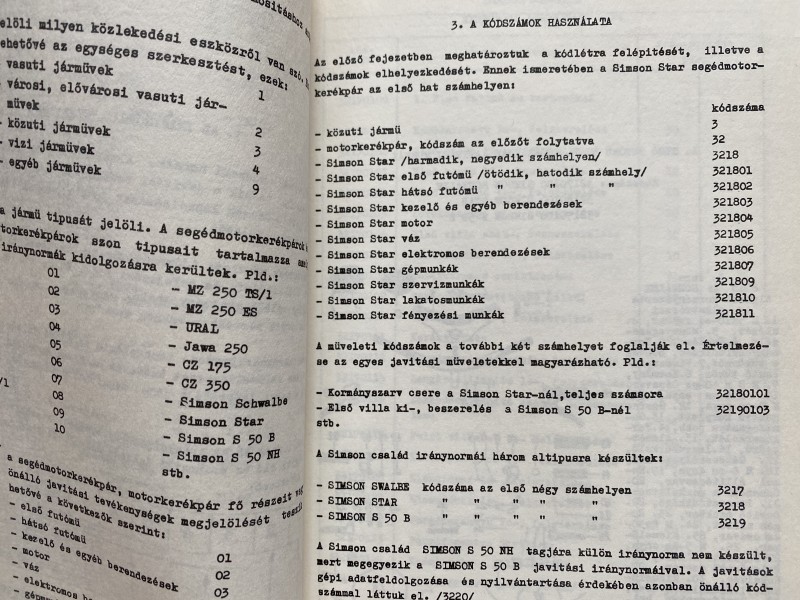 elöli milyen közlekedési eszközről van szó.
ehetővé az egységes szerkesztést, ezek:
vasuti jármüvek 1
városi, elővárosi vasuti jár-
müvek 2
- közuti jármüvek 3
- vizi jármüvek 4
- egyéb jármüvek 9
a jármü tipusát jelöli. A segédmotorkerékpárok
torkerékpárok azon tipusait tartalmazza
iránynormák kidolgozásra kerültek. Pld.:
01 - MZ 250 TS/1
02 - MZ 250 ES
03 - URAL
04 - Jawa 250
05 - CZ 175
06 - CZ 350
07 - Simson Schwalbe
08 - Simson Star
09 - Simson S 50 B
10 - Simson S 50 NH
stb.
a segédmotorkerékpár, motorkerékpár fő részeit
önálló javitási tevékenységek megjelölését teszi
hetővé a következők szerint:
- első futómü 01
- hátsó futómü 02
- kezelő és egyéb berendezések 03
- motor
- váz
- elektromos
3. A KÓDSZÁMOK HASZNÁLATA
Az előző fejezetben meghatároztuk a kódlétra felépitését, illetve a
kódszámok elhelyezkedését. Ennek ismeretében a Simson Star segédmotor-
kerékpár az első hat számhelyen:
kódszáma
- közuti jármü 3
- motorkerékpár, kódszám az előzőt folytatva 32
- Simson Star /harmadik, negyedik számhelyen/ 3218
- Simson Star első futómü /ötödik, hatodik számhely/ 321801
- Simson Star hátsó futómü " " " 321802
- Simson Star kezelő és egyéb berendezések 321803
- Simson Star motor 321804
- Simson Star váz 321805
- Simson Star elektromos berendezések 321806
- Simson Star gépmunkák 321807
- Simson Star szervizmunkák 321809
- Simson Star lakatosmunkák 321810
- Simson Star fényezési munkák 321811
A müveleti kódszámok a további két számhelyet foglalják el. Értelmezé-
se az egyes javitási müveletekkel magyarázható. Pld.:
- Kormányszarv csere a Simson Star-nál,teljes számsora 32180101
- Első villa ki-, beszerelés a Simson S 50 B-nél 32190103
stb.
A Simson család iránynormái három altipusra készültek:
- SIMSON SWALBE kódszáma az első négy számhelyen 3217
- SIMSON STAR " " " " " 3218
- SIMSON S 50 B " " " " " 3219
A Simson család SIMSON S 50 NH tagjára külön iránynorma nem készült,
mert megegyezik a SIMSON S 50 B javitási iránynormáival. A javitások
gépi adatfeldolgozása és nyilvántartása érdekében azonban önálló kód-
számmal láttuk el. /3220/